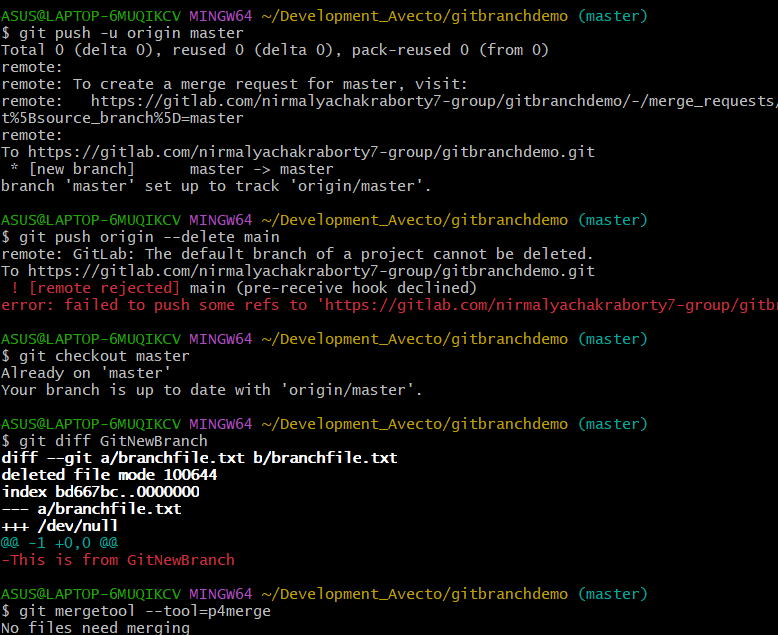 ASUS@LAPTOP-6MUQIKCV MINGW64 ~/Development_Avecto/gitbranchdemo (master)
$ git push -u origin master
Total 0 (delta 0), reused 0 (delta 0), pack-reused 0 (from 0)
remote:
remote: To create a merge request for master, visit:
remote:   https://gitlab.com/nirmalyachakraborty7-group/gitbranchdemo/-/merge_requests/
t%5Bsource_branch%5D=master
remote:
To https://gitlab.com/nirmalyachakraborty7-group/gitbranchdemo.git
 * [new branch]      master -> master
branch 'master' set up to track 'origin/master'.
ASUS@LAPTOP-6MUQIKCV MINGW64 ~/Development_Avecto/gitbranchdemo (master)
$ git push origin --delete main
remote: GitLab: The default branch of a project cannot be deleted.
To https://gitlab.com/nirmalyachakraborty7-group/gitbranchdemo.git
 ! [remote rejected] main (pre-receive hook declined)
error: failed to push some refs to 'https://gitlab.com/nirmalyachakraborty7-group/gitbr
ASUS@LAPTOP-6MUQIKCV MINGW64 ~/Development_Avecto/gitbranchdemo (master)
$ git checkout master
Already on 'master'
Your branch is up to date with 'origin/master'.
ASUS@LAPTOP-6MUQIKCV MINGW64 ~/Development_Avecto/gitbranchdemo (master)
$ git diff GitNewBranch
diff --git a/branchfile.txt b/branchfile.txt
deleted file mode 100644
index bd667bc..0000000
--- a/branchfile.txt
+++ /dev/null
@@ -1 +0,0 @@
-This is from GitNewBranch
ASUS@LAPTOP-6MUQIKCV MINGW64 ~/Development_Avecto/gitbranchdemo (master)
$ git mergetool --tool=p4merge
No files need merging